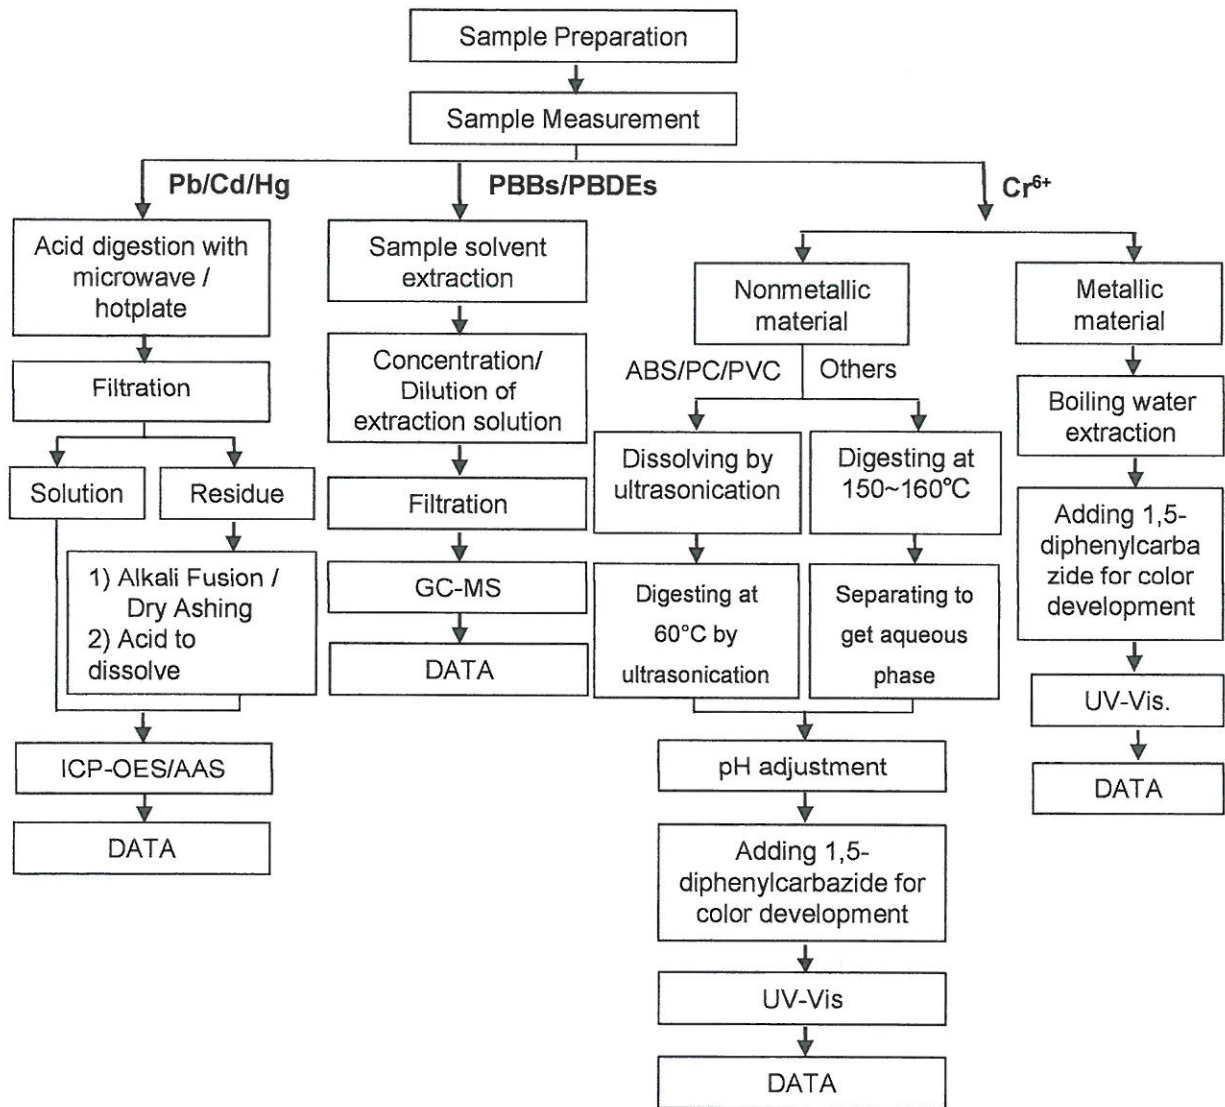 Sample Preparation
Sample Measurement
Pb/Cd/Hg
Acid digestion with
microwave /
hotplate
Filtration
Solution
Residue
1) Alkali Fusion /
Dry Ashing
2) Acid to
dissolve
ICP-OES/AAS
DATA
PBBs/PBDEs
Sample solvent
extraction
Concentration/
Dilution of
extraction solution
Filtration
GC-MS
DATA
Cr⁶⁺
Nonmetallic
material
ABS/PC/PVC
Others
Dissolving by
ultrasonication
Digesting at
60°C by
ultrasonication
Digesting at
150~160℃
Separating to
get aqueous
phase
pH adjustment
Adding 1,5-
diphenylcarbazide for
color development
UV-Vis
DATA
Metallic
material
Boiling water
extraction
Adding 1,5-
diphenylcarba
zide for color
development
UV-Vis.
DATA